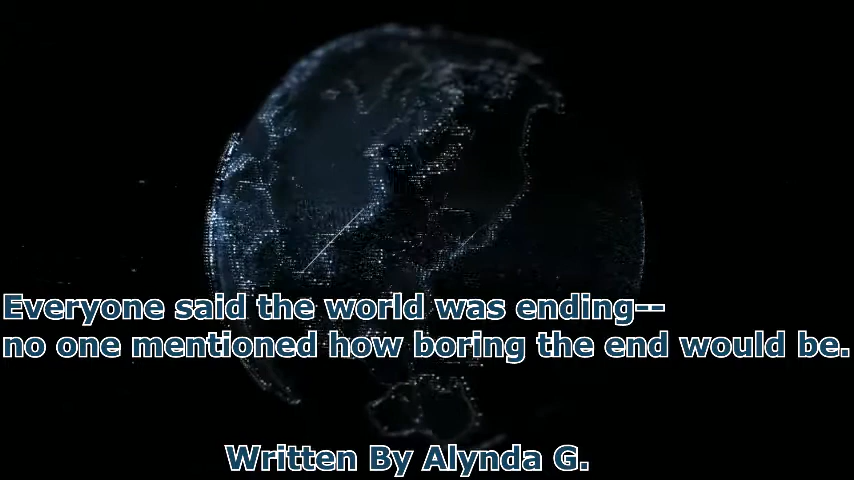 Everyone said the world was ending--
no one mentioned how boring the end would be.
Written By Alynda G.